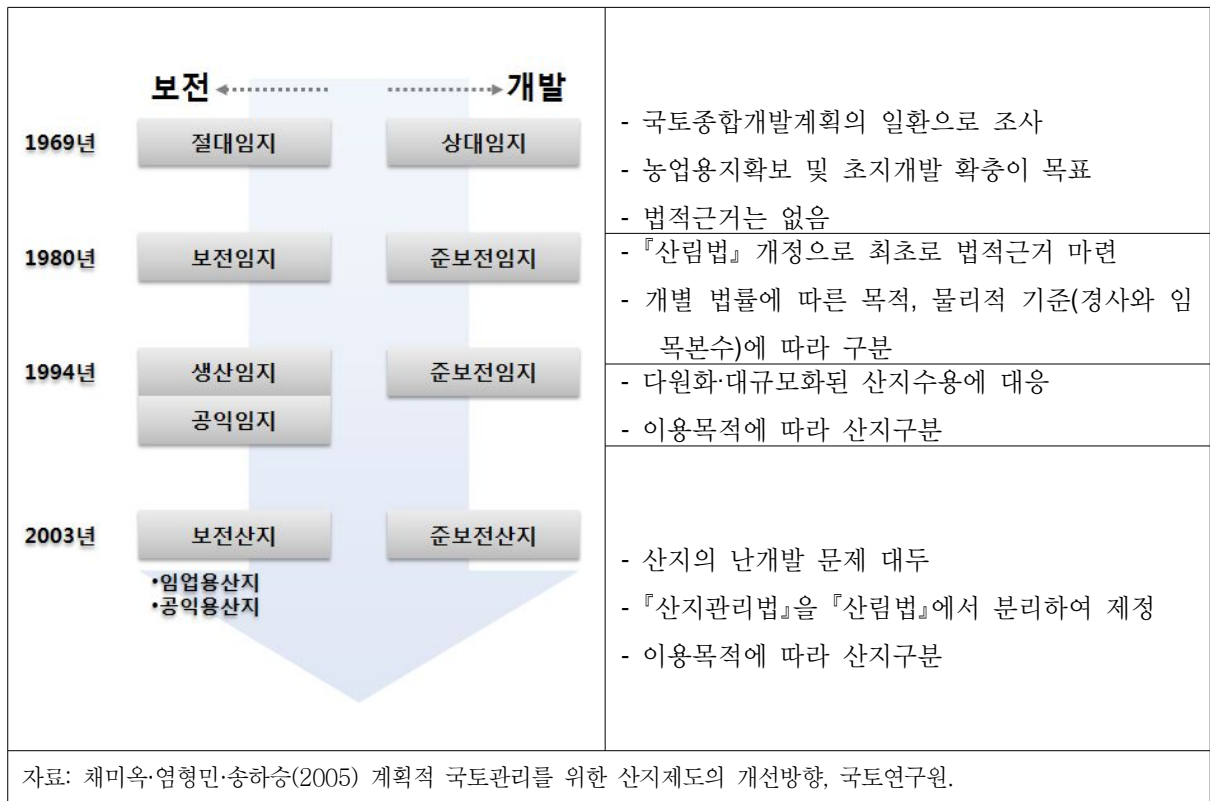 보전 개발
1969년 절대임지 상대임지
- 국토종합개발계획의 일환으로 조사
- 농업용지확보 및 초지개발 확충이 목표
- 법적근거는 없음
1980년 보전임지 준보전임지
- 『산림법』 개정으로 최초로 법적근거 마련
- 개별 법률에 따른 목적, 물리적 기준(경사와 임
목본수)에 따라 구분
1994년 생산임지 준보전임지
공익임지
- 다원화·대규모화된 산지수용에 대응
- 이용목적에 따라 산지구분
2003년 보전산지 준보전산지
•임업용산지
•공익용산지
- 산지의 난개발 문제 대두
- 『산지관리법』을 『산림법』에서 분리하여 제정
- 이용목적에 따라 산지구분
자료: 채미옥·염형민·송하승(2005) 계획적 국토관리를 위한 산지제도의 개선방향, 국토연구원.